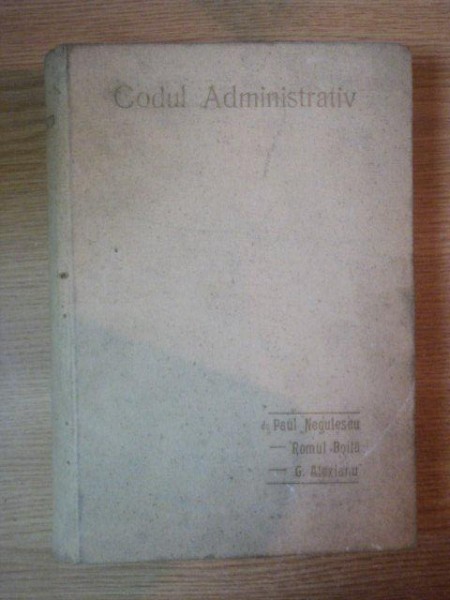 Codul Administrativ
Paul Negulescu
Romul Boilă
G. Alexianu